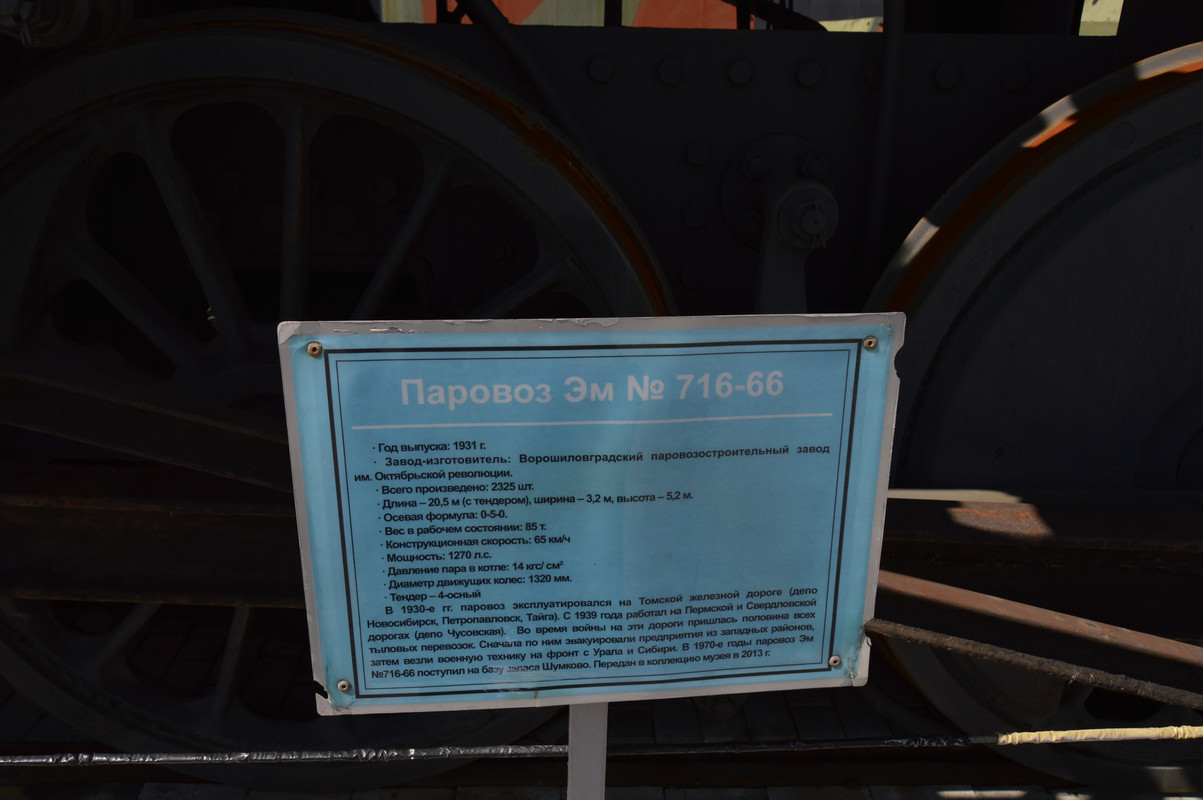 Паровоз Эм № 716-66
· Год выпуска: 1931 г.
· Завод-изготовитель: Ворошиловградский паровозостроительный завод
им. Октябрьской революции.
· Всего произведено: 2325 шт.
· Длина – 20,5 м (с тендером), ширина – 3,2 м, высота – 5,2 м.
· Осевая формула: 0-5-0.
· Вес в рабочем состоянии: 85 т.
· Конструкционная скорость: 65 км/ч
· Мощность: 1270 л.с.
· Давление пара в котле: 14 кгс/ см²
· Диаметр движущих колес: 1320 мм.
· Тендер – 4-осный
В 1930-е гг. паровоз эксплуатировался на Томской железной дороге (депо
Новосибирск, Петропавловск, Тайга). С 1939 года работал на Пермской и Свердловской
дорогах (депо Чусовская). Во время войны на эти дороги пришлась половина всех
тыловых перевозок. Сначала по ним эвакуировали предприятия из западных районов,
затем везли военную технику на фронт с Урала и Сибири. В 1970-е годы паровоз Эм
№716-66 поступил на базу запаса Шумково. Передан в коллекцию музея в 2013 г.